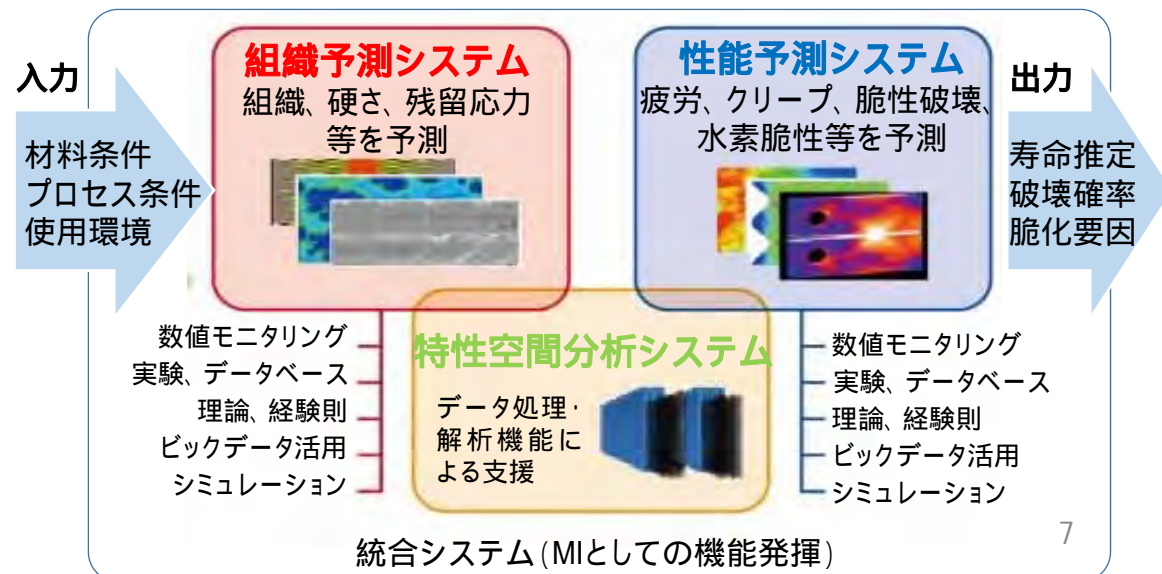 入力
材料条件
プロセス条件
使用環境
組織予測システム
組織、硬さ、残留応力
等を予測
性能予測システム
疲労、クリープ、脆性破壊、
水素脆性等を予測
出力
寿命推定
破壊確率
脆化要因
数値モニタリング
実験、データベース
理論、経験則
ビックデータ活用
シミュレーション
特性空間分析システム
データ処理・
解析機能に
よる支援
数値モニタリング
実験、データベース
理論、経験則
ビックデータ活用
シミュレーション
統合システム(MIとしての機能発揮)
7